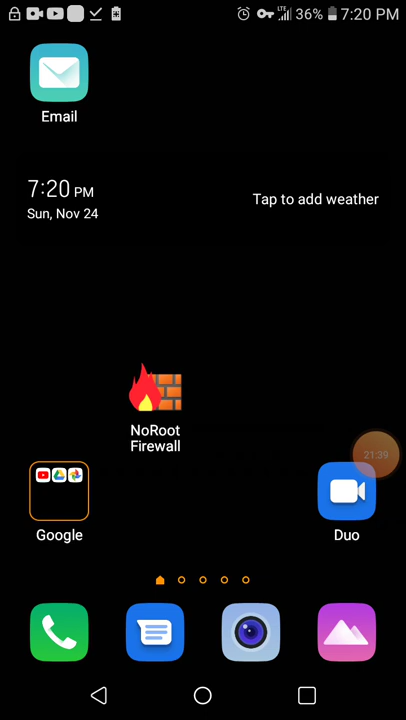 LTE 36% 7:20 PM
Email
7:20 PM
Sun, Nov 24
Tap to add weather
NoRoot
Firewall
21:39
Google
Duo